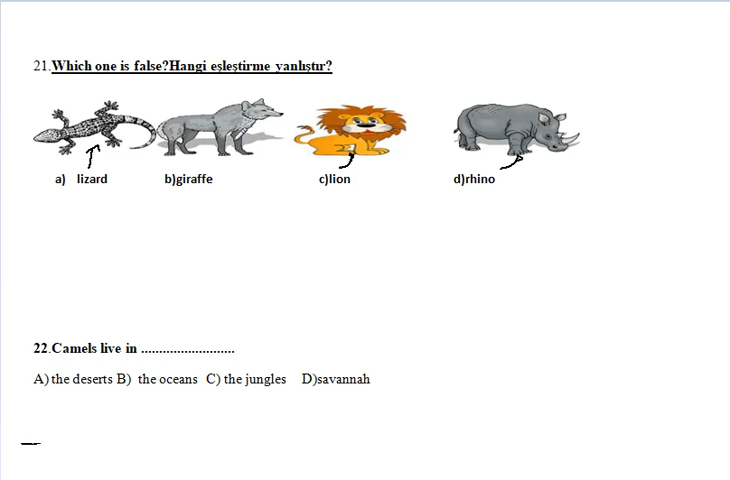 21.Which one is false?Hangi eşleştirme yanlıştır?
a) lizard b)giraffe c)lion d)rhino
22.Camels live in ..........................
A) the deserts B) the oceans C) the jungles D)savannah